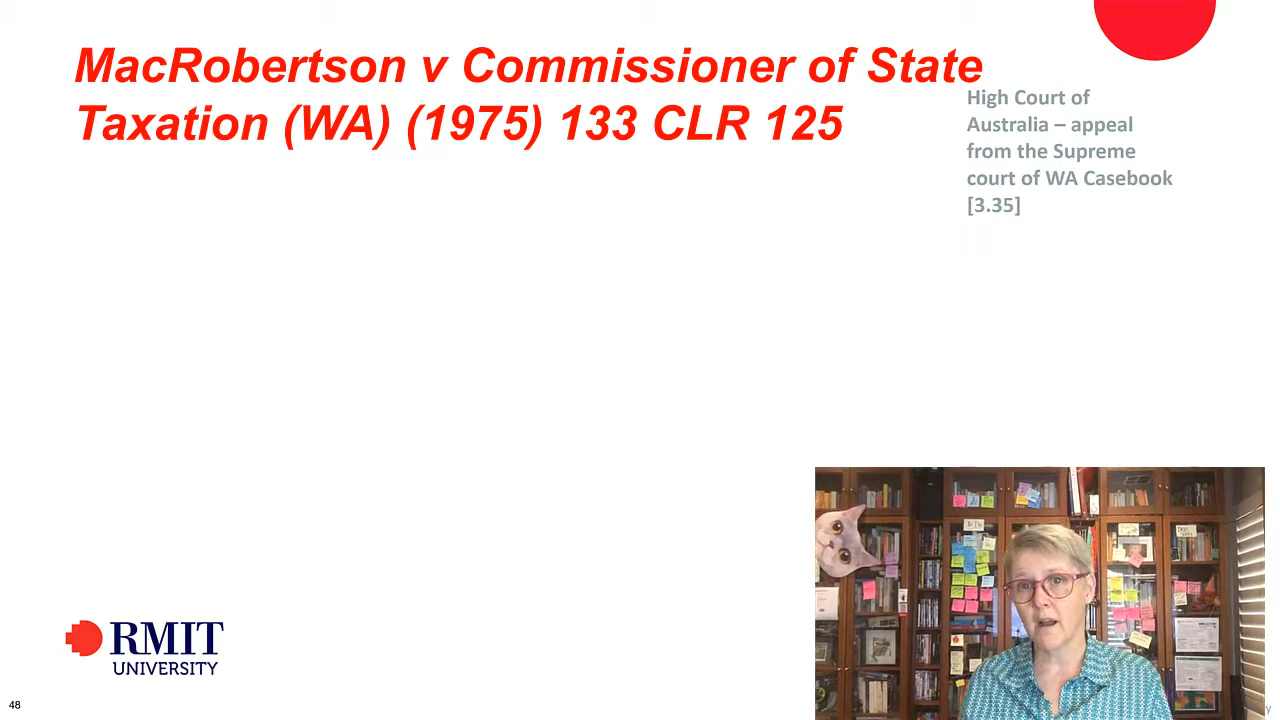 MacRobertson v Commissioner of State
Taxation (WA) (1975) 133 CLR 125
High Court of
Australia – appeal
from the Supreme
court of WA Casebook
[3.35]
RMIT
UNIVERSITY
48